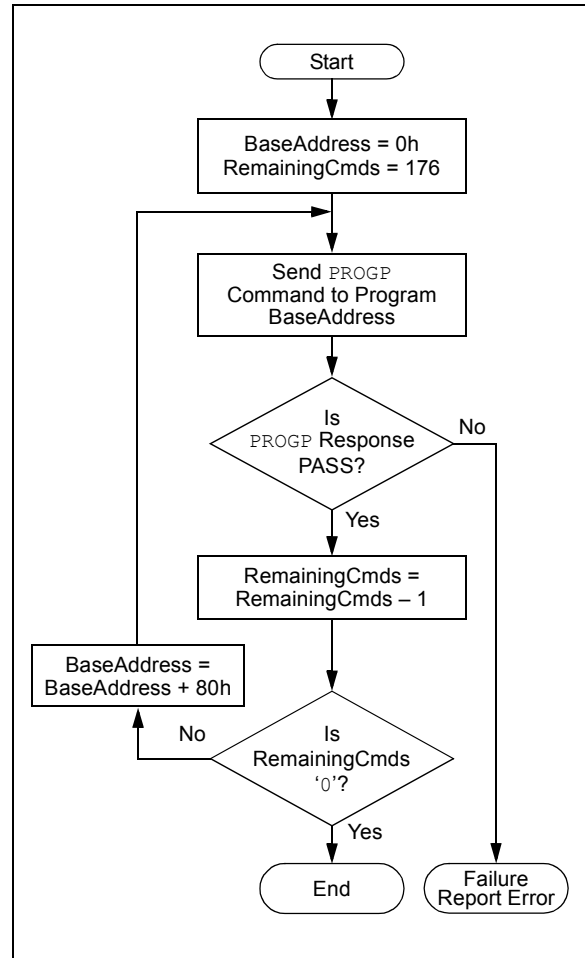 Start
BaseAddress = 0h
RemainingCmds = 176
Send PROGP
Command to Program
BaseAddress
Is
PROGP Response
PASS?
No
Yes
RemainingCmds =
RemainingCmds – 1
BaseAddress =
BaseAddress + 80h
No
Is
RemainingCmds
‘0’?
Yes
End
Failure
Report Error